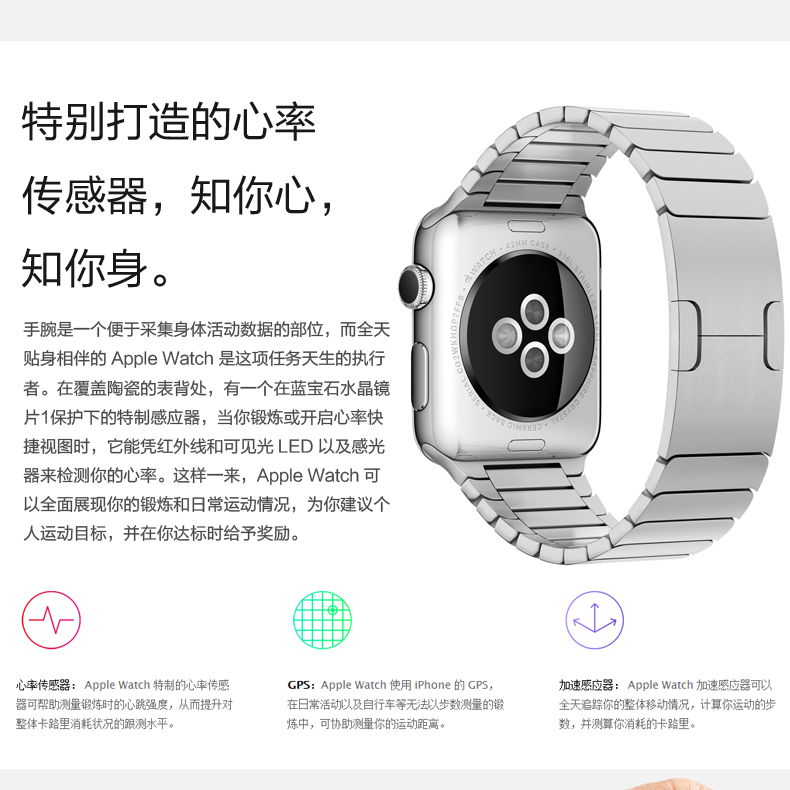 特别打造的心率
传感器，知你心，
知你身。
手腕是一个便于采集身体活动数据的部位，而全天
贴身相伴的 Apple Watch 是这项任务天生的执行
者。在覆盖陶瓷的表背处，有一个在蓝宝石水晶镜
片1保护下的特制感应器，当你锻炼或开启心率快
捷视图时，它能凭红外线和可见光 LED 以及感光
器来检测你的心率。这样一来，Apple Watch 可
以全面展现你的锻炼和日常运动情况，为你建议个
人运动目标，并在你达标时给予奖励。
WATCH • 42MM CASE • 316L STAINLESS
CERAMIC BACK
心率传感器： Apple Watch 特制的心率传感
器可帮助测量锻炼时的心跳强度，从而提升对
整体卡路里消耗状况的跟测水平。
GPS：Apple Watch 使用 iPhone 的 GPS，
在日常活动以及自行车等无法以步数测量的锻
炼中，可协助测量你的运动距离。
加速感应器： Apple Watch 加速感应器可以
全天追踪你的整体移动情况，计算你运动的步
数，并测算你消耗的卡路里。